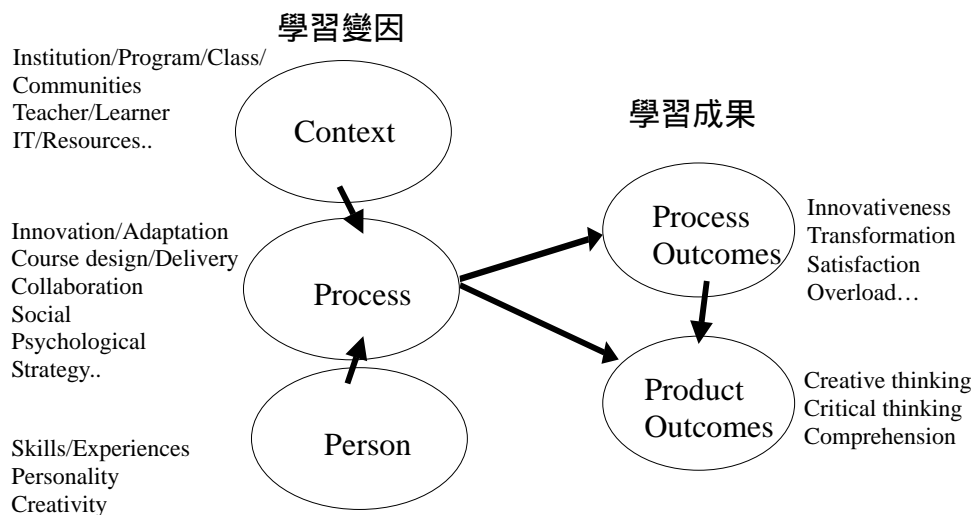 學習變因
Institution/Program/Class/
Communities
Teacher/Learner
IT/Resources..
Context
學習成果
Innovation/Adaptation
Course design/Delivery
Collaboration
Social
Psychological
Strategy..
Process
Process
Outcomes
Innovativeness
Transformation
Satisfaction
Overload…
Skills/Experiences
Personality
Creativity
Person
Product
Outcomes
Creative thinking
Critical thinking
Comprehension